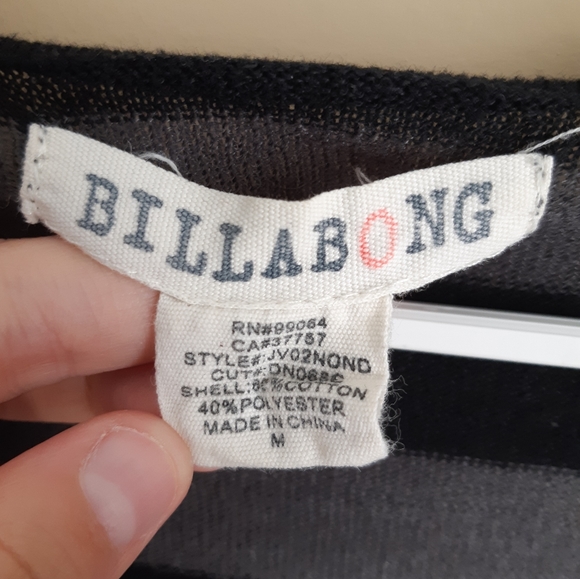 BILLABONG
RN#99064
CA#37757
STYLE#:JV02NOND
CUT#:
SHELL:60%COTTON
40%POLYESTER
MADE IN CHINA
M